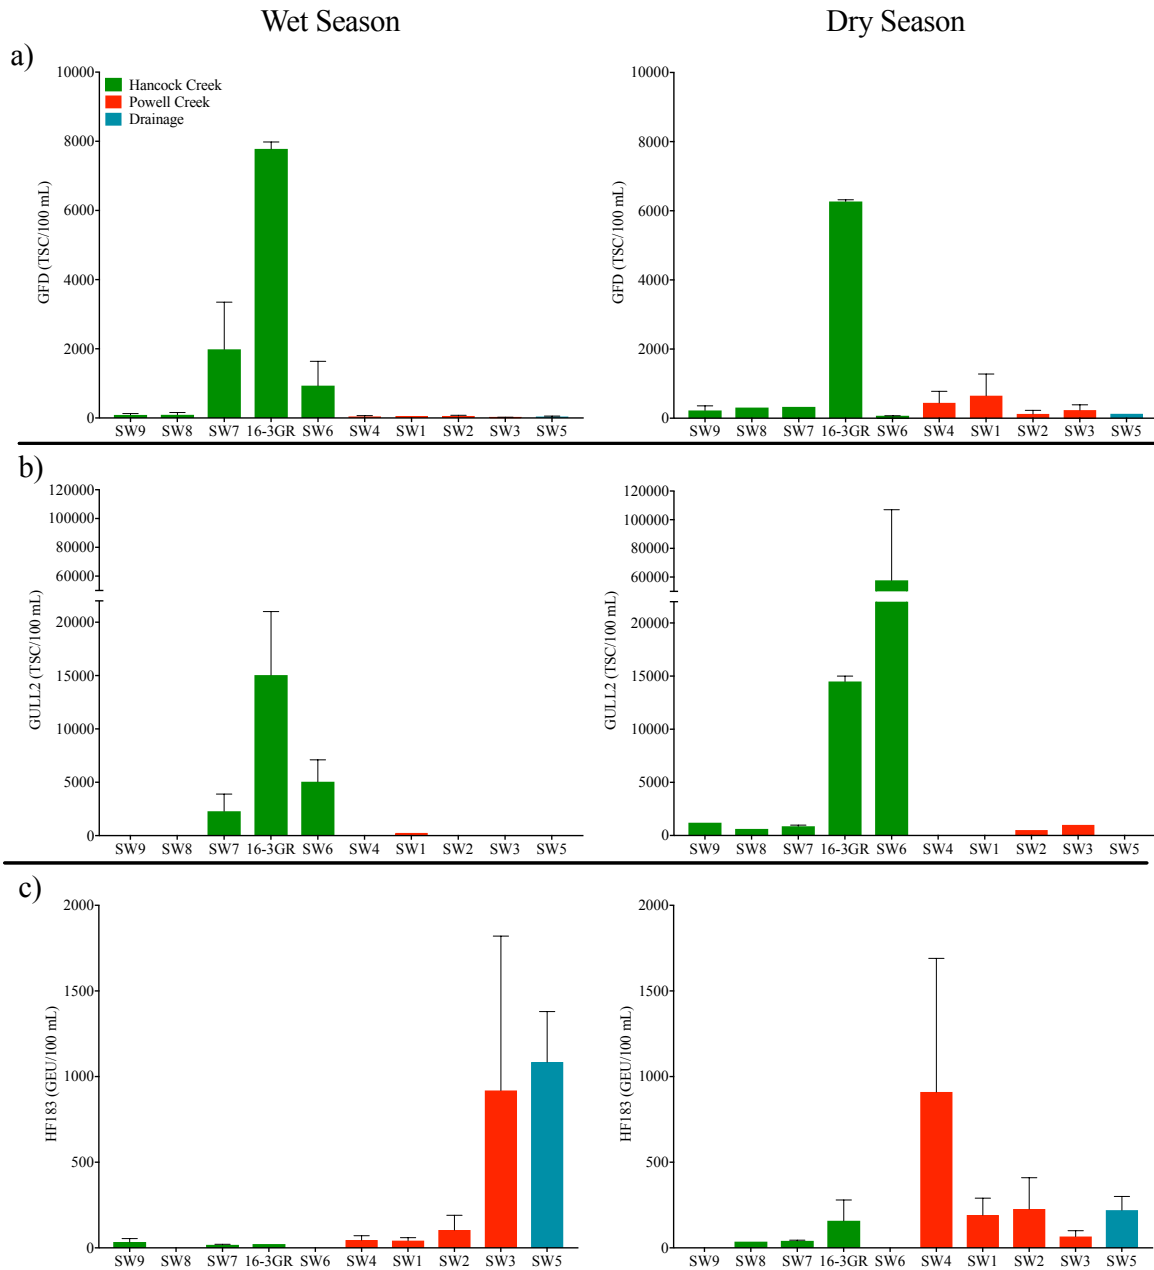 Wet Season
Dry Season
a)
10000
8000
6000
4000
2000
0
GFD (TSC/100 mL)
Hancock Creek
Powell Creek
Drainage
SW9 SW8 SW7 16-3GR SW6 SW4 SW1 SW2 SW3 SW5
10000
8000
6000
4000
2000
0
GFD (TSC/100 mL)
SW9 SW8 SW7 16-3GR SW6 SW4 SW1 SW2 SW3 SW5
b)
120000
100000
80000
60000
20000
15000
10000
5000
0
GULL2 (TSC/100 mL)
SW9 SW8 SW7 16-3GR SW6 SW4 SW1 SW2 SW3 SW5
120000
100000
80000
60000
20000
15000
10000
5000
0
GULL2 (TSC/100 mL)
SW9 SW8 SW7 16-3GR SW6 SW4 SW1 SW2 SW3 SW5
c)
2000
1500
1000
500
0
HF183 (GEU/100 mL)
SW9 SW8 SW7 16-3GR SW6 SW4 SW1 SW2 SW3 SW5
2000
1500
1000
500
0
HF183 (GEU/100 mL)
SW9 SW8 SW7 16-3GR SW6 SW4 SW1 SW2 SW3 SW5